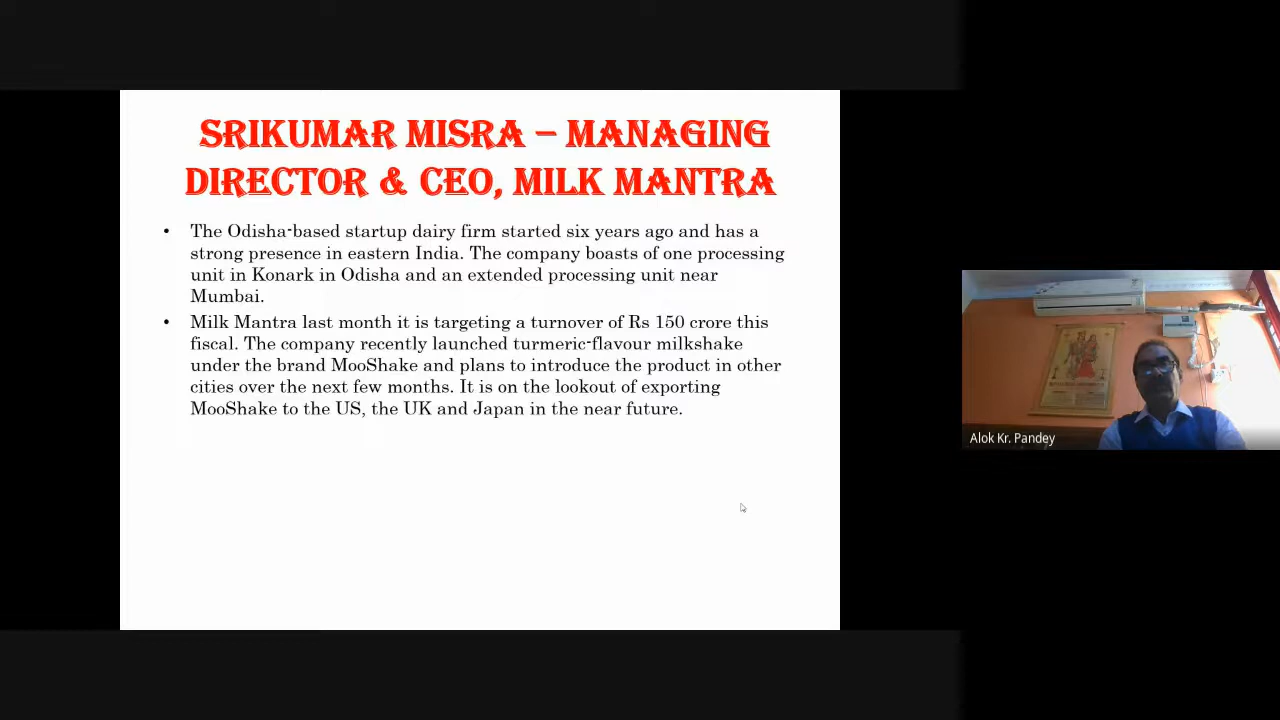 SRIKUMAR MISRA – MANAGING
DIRECTOR & CEO, MILK MANTRA
• The Odisha-based startup dairy firm started six years ago and has a
strong presence in eastern India. The company boasts of one processing
unit in Konark in Odisha and an extended processing unit near
Mumbai.
• Milk Mantra last month it is targeting a turnover of Rs 150 crore this
fiscal. The company recently launched turmeric-flavour milkshake
under the brand MooShake and plans to introduce the product in other
cities over the next few months. It is on the lookout of exporting
MooShake to the US, the UK and Japan in the near future.
Alok Kr. Pandey